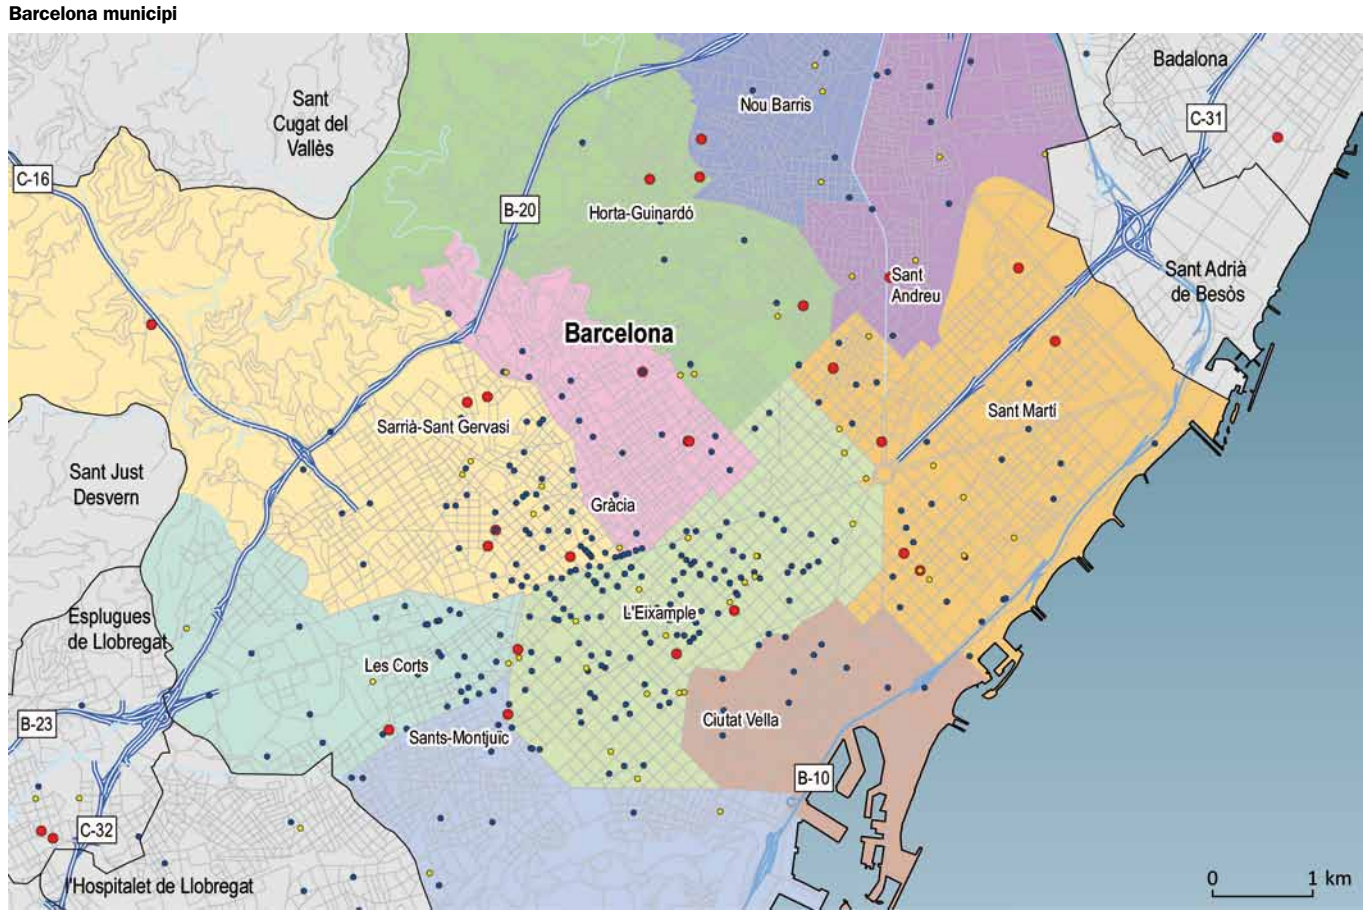 Barcelona municipi
Badalona
Sant
Cugat del
Vallès
Nou Barris
C-31
C-16
B-20
Horta-Guinardó
Sant Adrià
de Besòs
Sant
Andreu
Barcelona
Sant Martí
Sarrià-Sant Gervasi
Sant Just
Desvern
Gràcia
Esplugues
de Llobregat
L'Eixample
Les Corts
B-23
Ciutat Vella
Sants-Montjuïc
B-10
C-32
l'Hospitalet de Llobregat
0 1 km